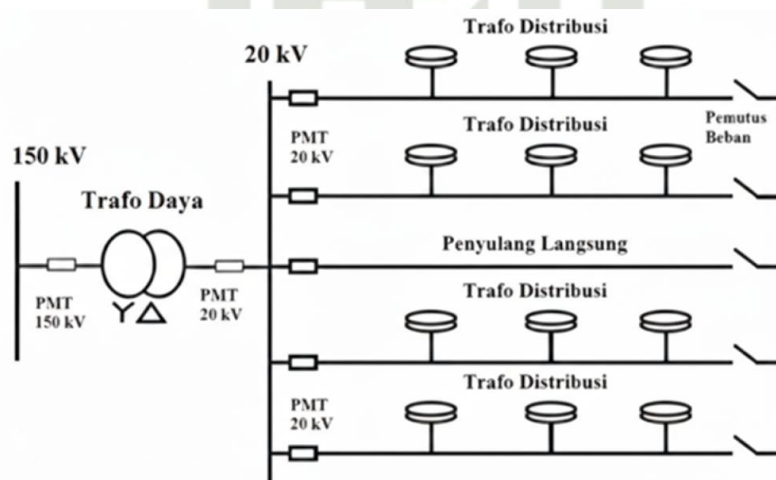 Trafo Distribusi
20 kV
PMT
20 kV
Trafo Distribusi
Pemutus
Beban
150 kV
Trafo Daya
Penyulang Langsung
PMT
150 kV
PMT
20 kV
Trafo Distribusi
Trafo Distribusi
PMT
20 kV